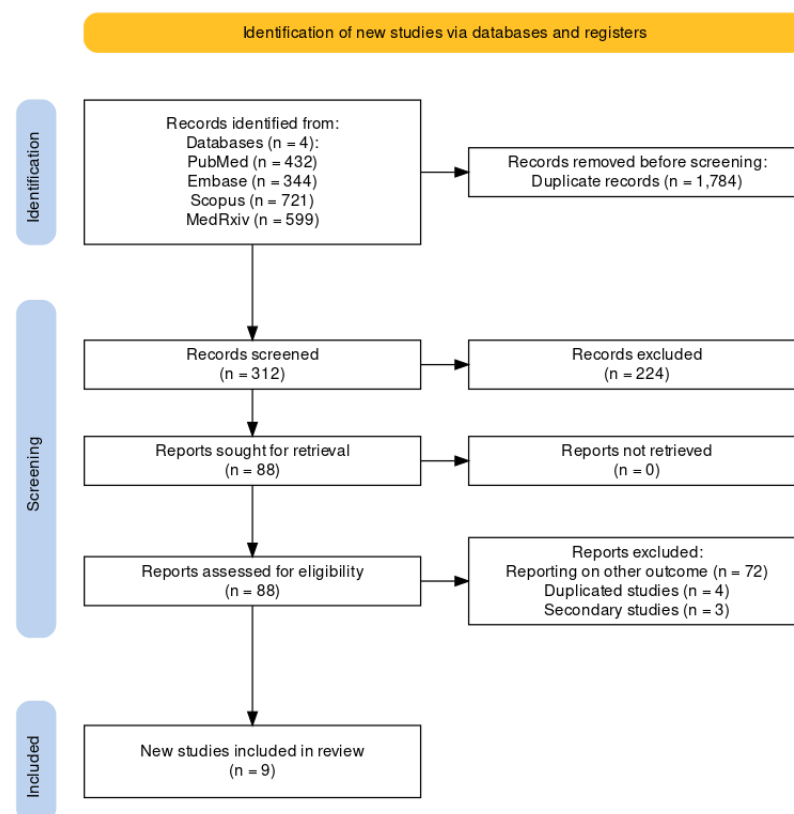 Identification of new studies via databases and registers
Identification
Records identified from:
Databases (n = 4):
PubMed (n = 432)
Embase (n = 344)
Scopus (n = 721)
MedRxiv (n = 599)
Records removed before screening:
Duplicate records (n = 1,784)
Screening
Records screened
(n = 312)
Records excluded
(n = 224)
Reports sought for retrieval
(n = 88)
Reports not retrieved
(n = 0)
Reports assessed for eligibility
(n = 88)
Reports excluded:
Reporting on other outcome (n = 72)
Duplicated studies (n = 4)
Secondary studies (n = 3)
Included
New studies included in review
(n = 9)